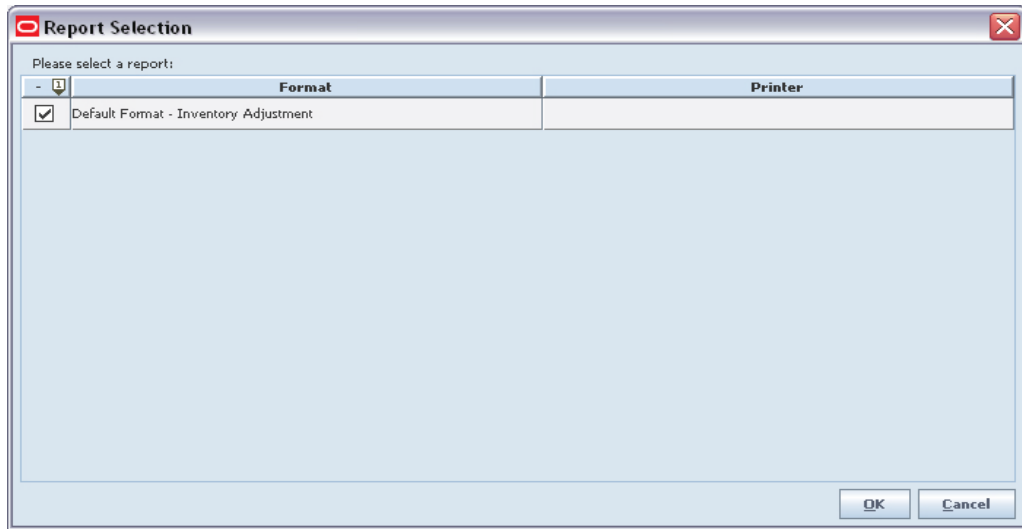 Report Selection
Please select a report:
- 1 Format Printer
Default Format - Inventory Adjustment
OK Cancel